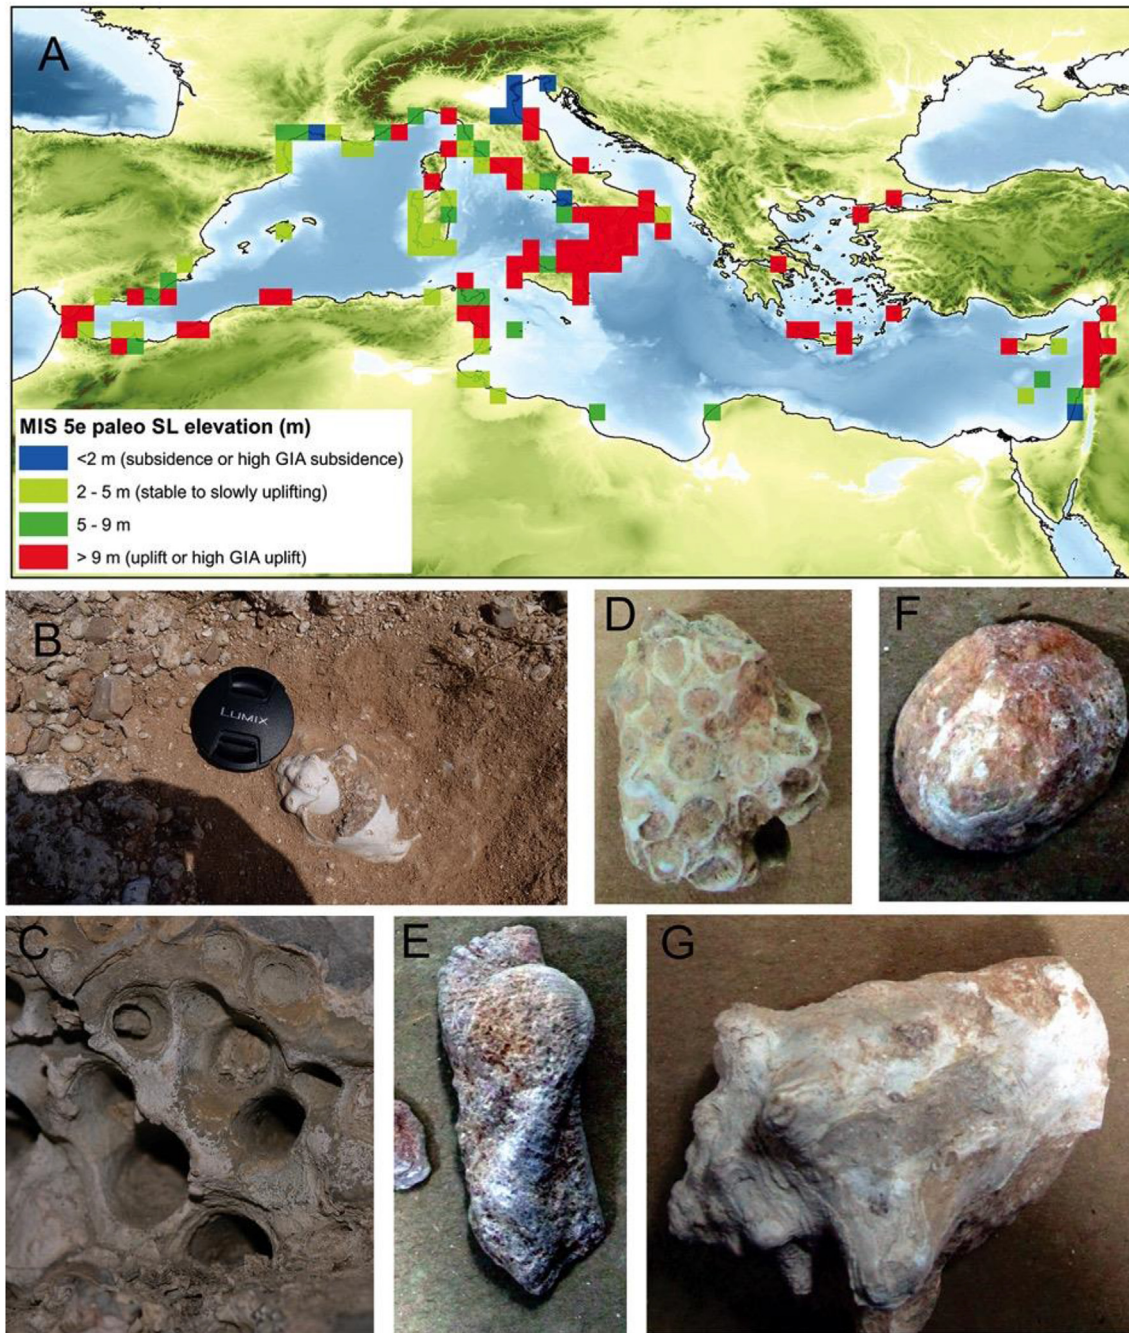 A
MIS 5e paleo SL elevation (m)
<2 m (subsidence or high GIA subsidence)
2 - 5 m (stable to slowly uplifting)
5 - 9 m
> 9 m (uplift or high GIA uplift)
B
LUMIX
D
F
C
E
G